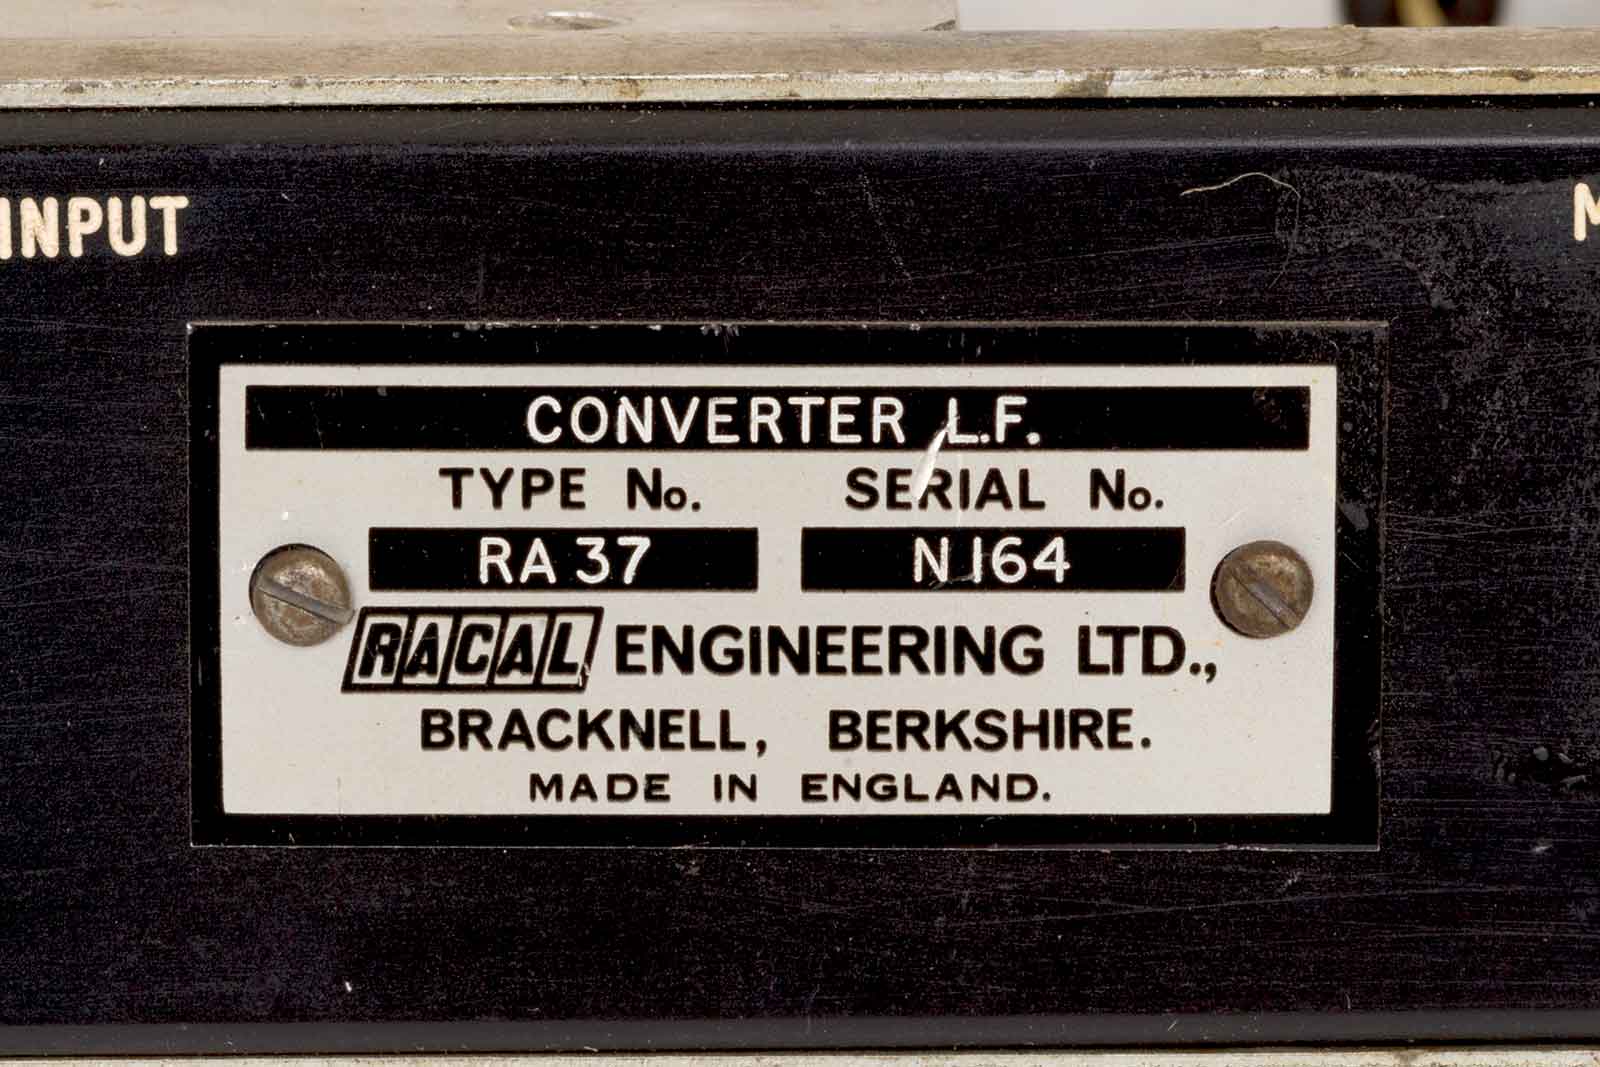 INPUT
M
CONVERTER L.F.
TYPE No. SERIAL No.
RA 37 N 164
RACAL ENGINEERING LTD.,
BRACKNELL, BERKSHIRE.
MADE IN ENGLAND.